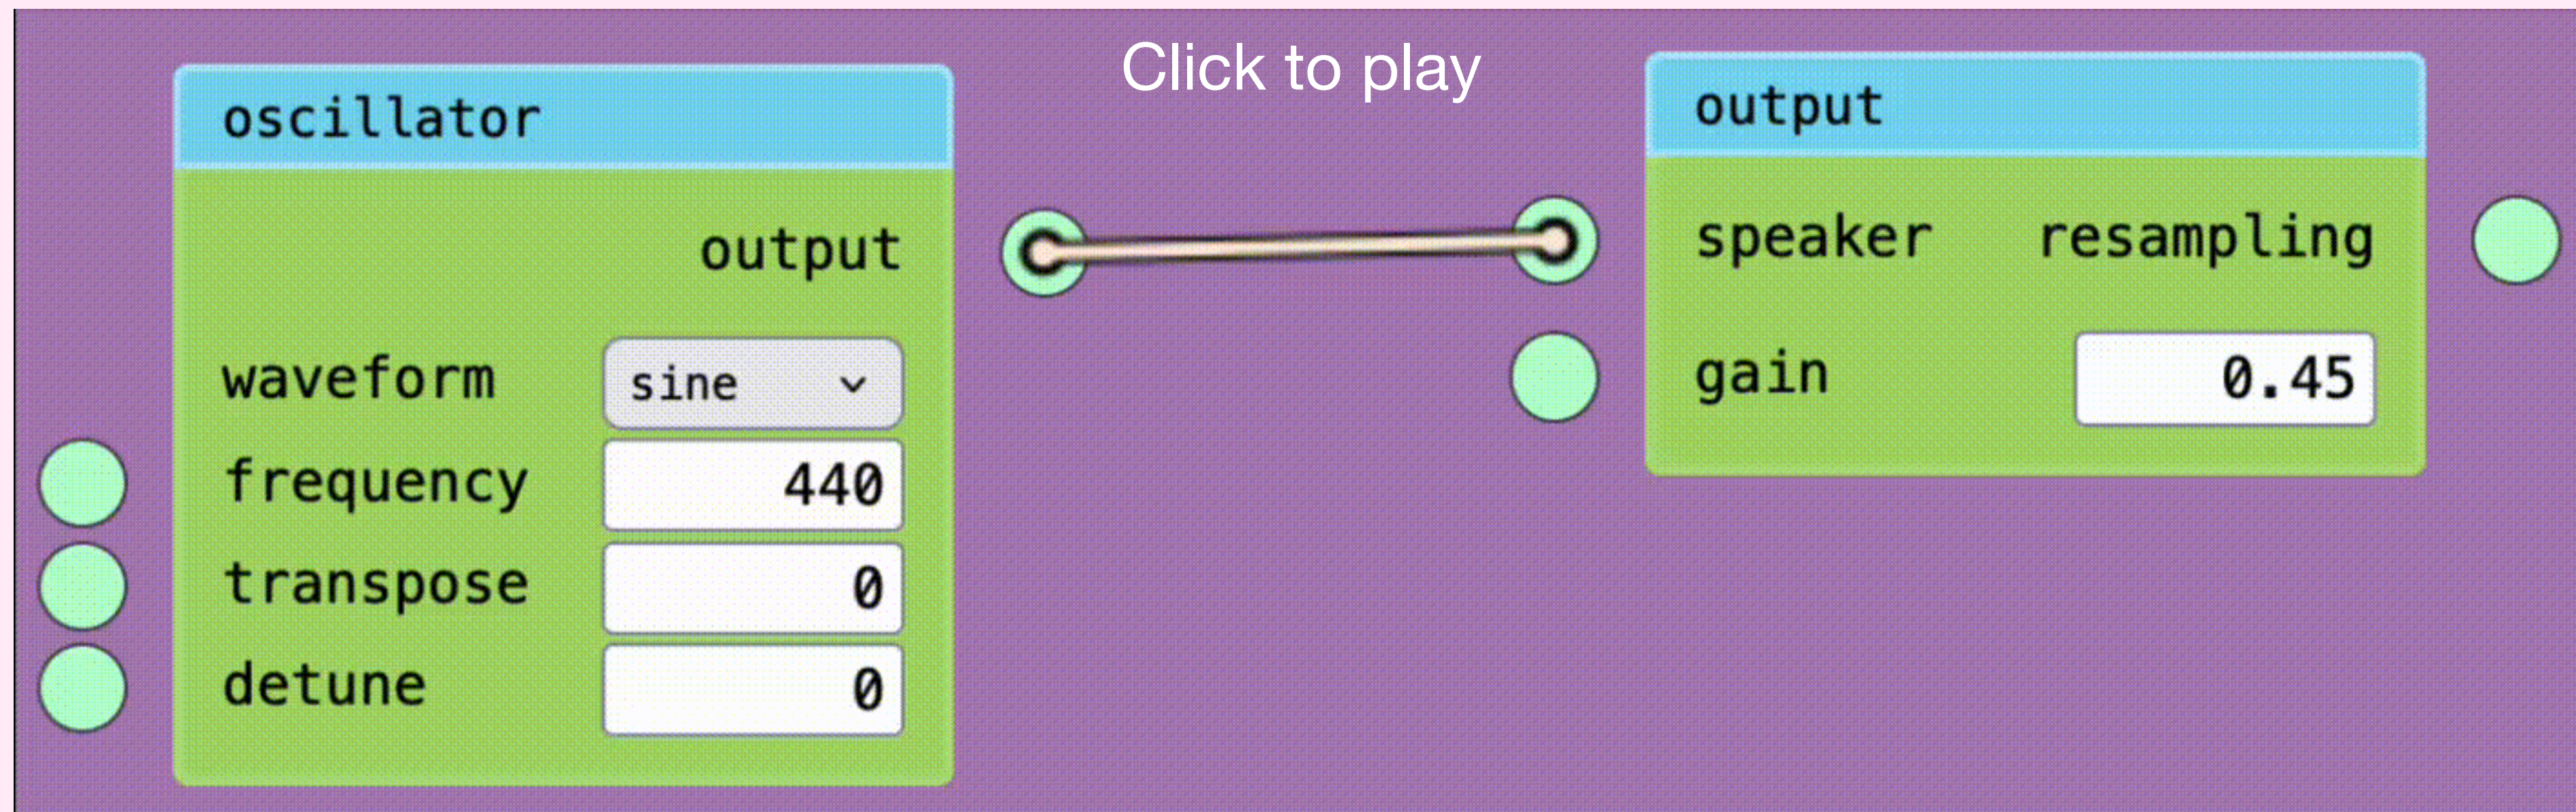 Click to play
oscillator
output
waveform sine
frequency 440
transpose 0
detune 0
output
speaker resampling
gain 0.45